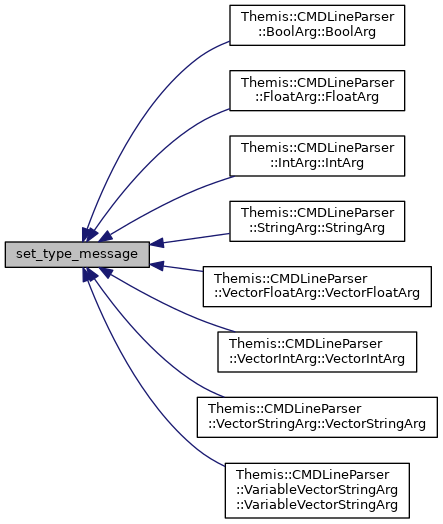 Themis::CMDLineParser
::BoolArg::BoolArg
Themis::CMDLineParser
::FloatArg::FloatArg
Themis::CMDLineParser
::IntArg::IntArg
Themis::CMDLineParser
::StringArg::StringArg
set_type_message
Themis::CMDLineParser
::VectorFloatArg::VectorFloatArg
Themis::CMDLineParser
::VectorIntArg::VectorIntArg
Themis::CMDLineParser
::VectorStringArg::VectorStringArg
Themis::CMDLineParser
::VariableVectorStringArg
::VariableVectorStringArg